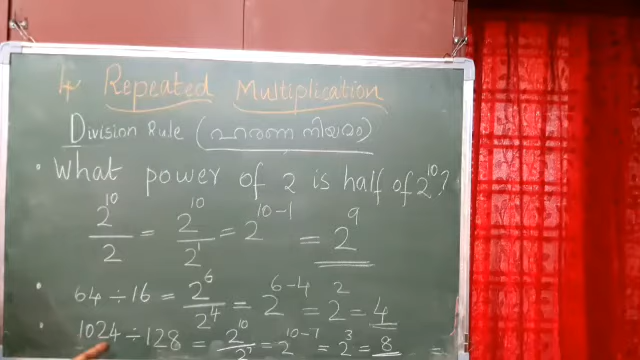 4 Repeated Multiplication
Division Rule (ഹരണ നിയമം)
• What power of 2 is half of 2¹⁰?
2¹⁰/2 = 2¹⁰/2¹ = 2¹⁰⁻¹ = 2⁹
• 64 ÷ 16 = 2⁶/2⁴ = 2⁶⁻⁴ = 2² = 4
• 1024 ÷ 128 = 2¹⁰/2⁷ = 2¹⁰⁻⁷ = 2³ = 8